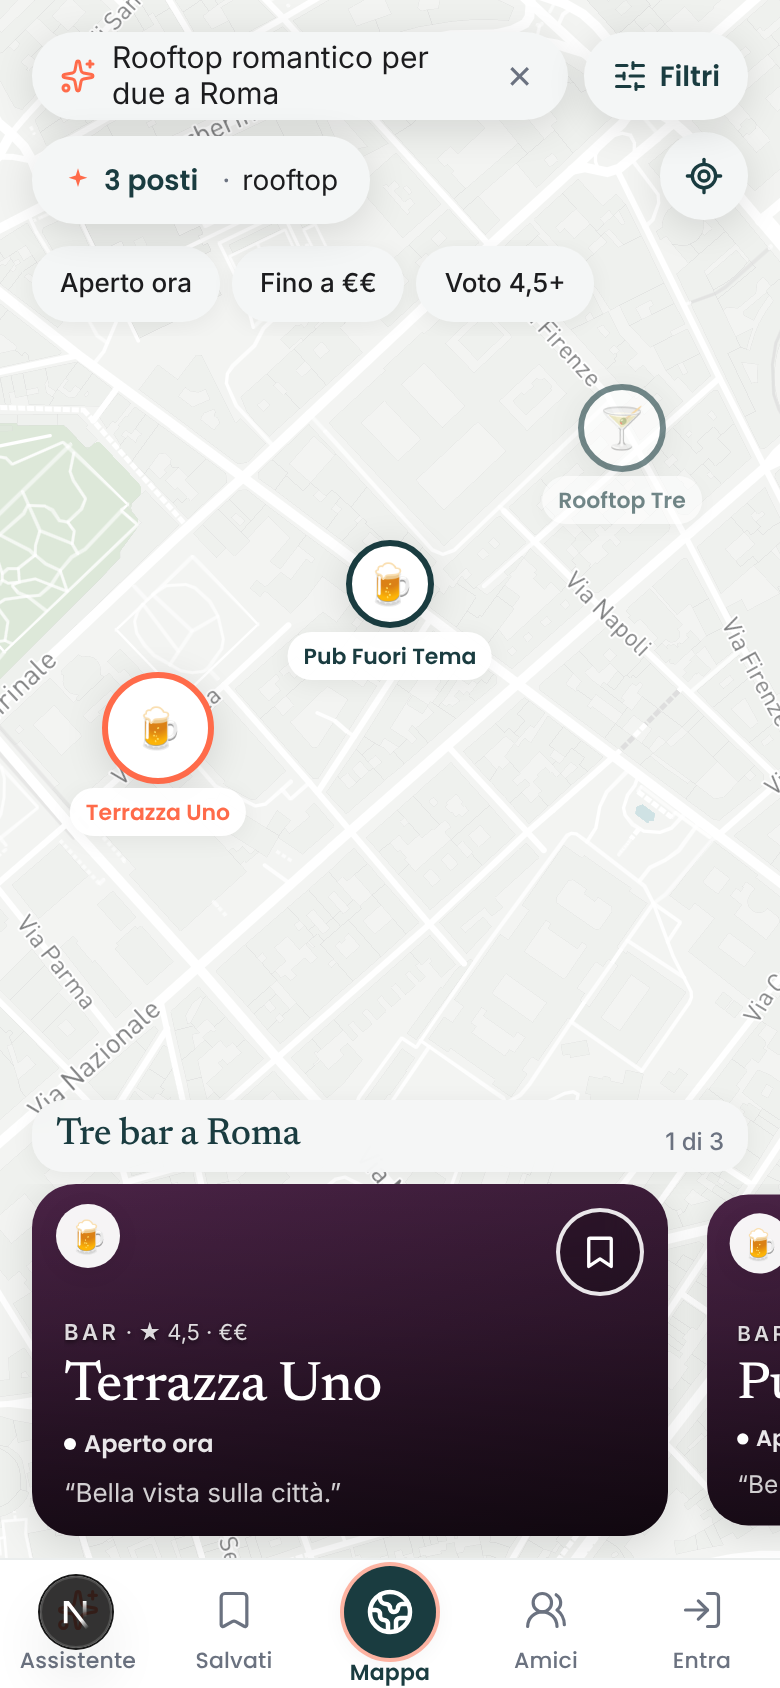 Rooftop romantico per
due a Roma
Filtri
3 posti · rooftop
Aperto ora
Fino a €€
Voto 4,5+
Firenze
Rooftop Tre
Pub Fuori Tema
Via Napoli
Via Firenze
Terrazza Uno
Via Parma
Via Nazionale
Tre bar a Roma
1 di 3
BAR · ★ 4,5 · €€
Terrazza Uno
Aperto ora
“Bella vista sulla città.”
N
Assistente
Salvati
Mappa
Amici
Entra